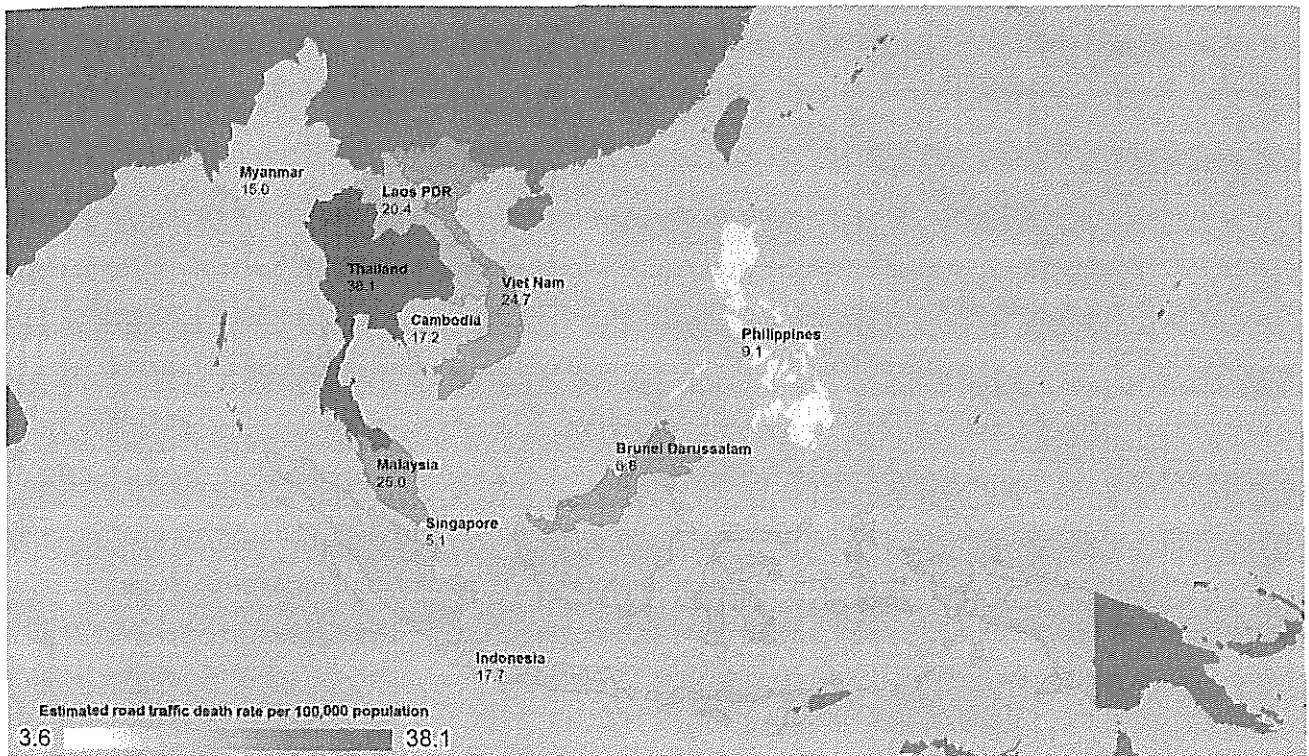 Myanmar
15.0
Laos PDR
20.4
Thailand
38.1
Viet Nam
24.7
Cambodia
17.2
Philippines
9.1
Brunei Darussalam
6.8
Malaysia
25.0
Singapore
5.1
Indonesia
17.7
Estimated road traffic death rate per 100,000 population
3.6 38.1